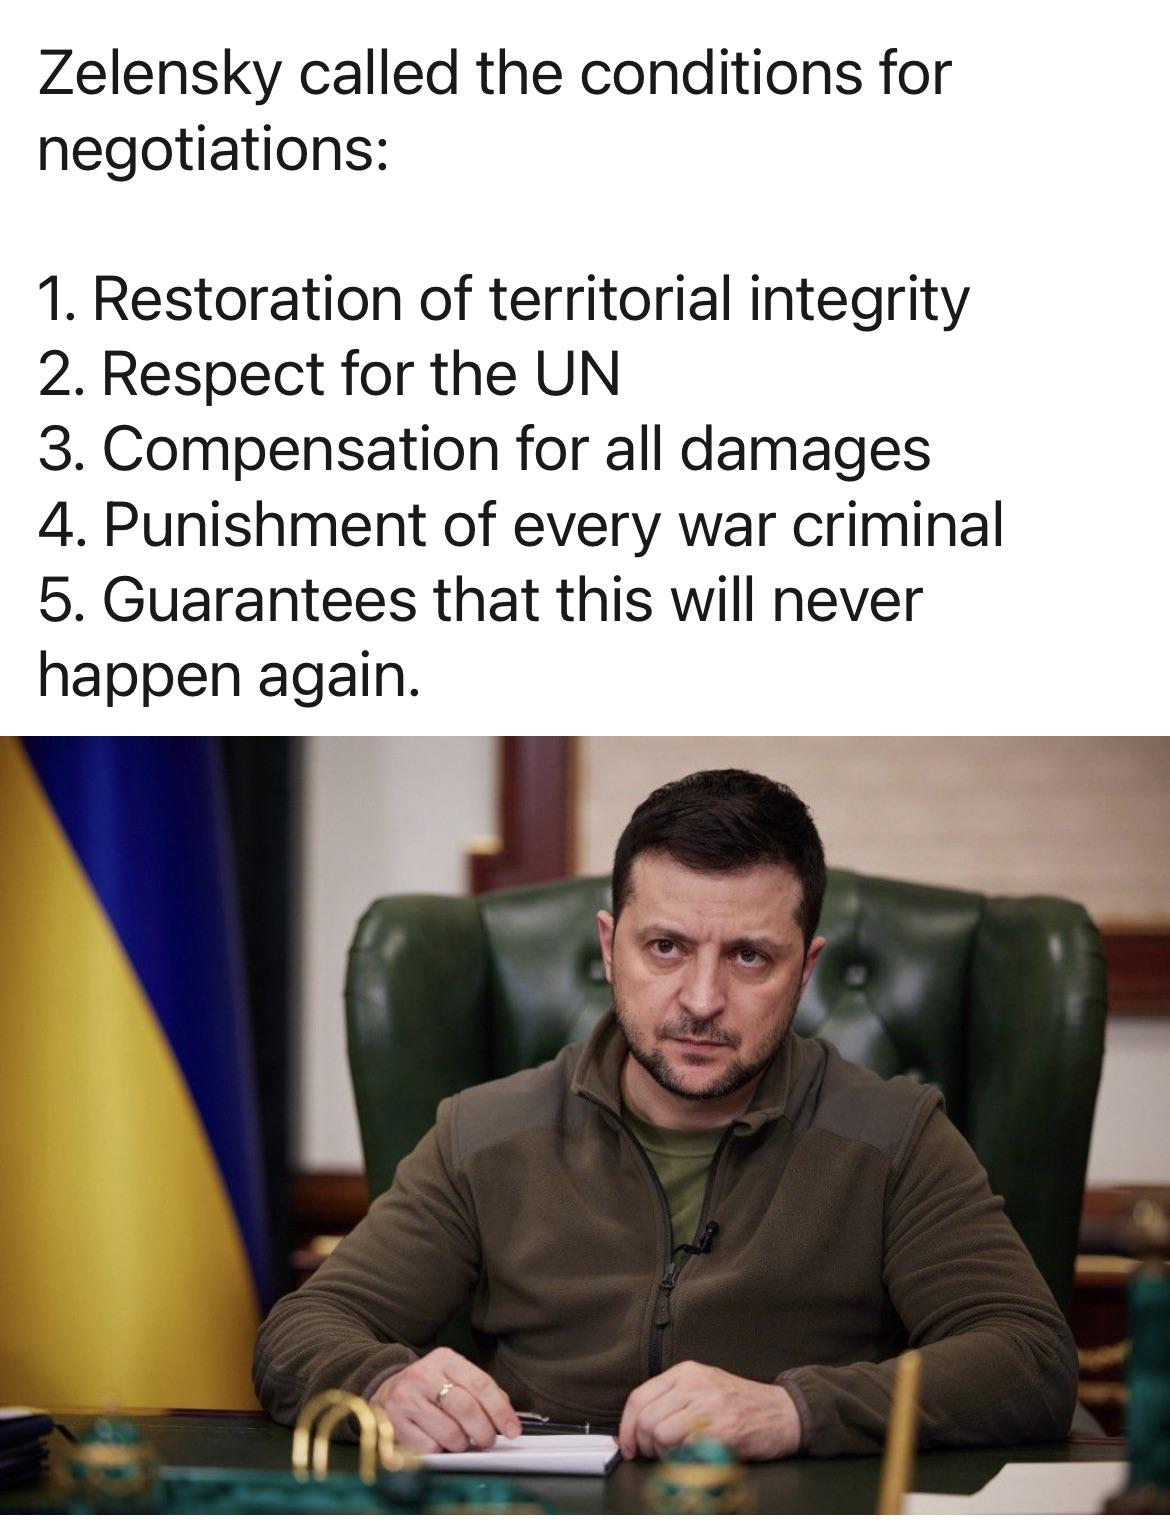 Zelensky called the conditions for
negotiations:
1. Restoration of territorial integrity
2. Respect for the UN
3. Compensation for all damages
4. Punishment of every war criminal
5. Guarantees that this will never
happen again.